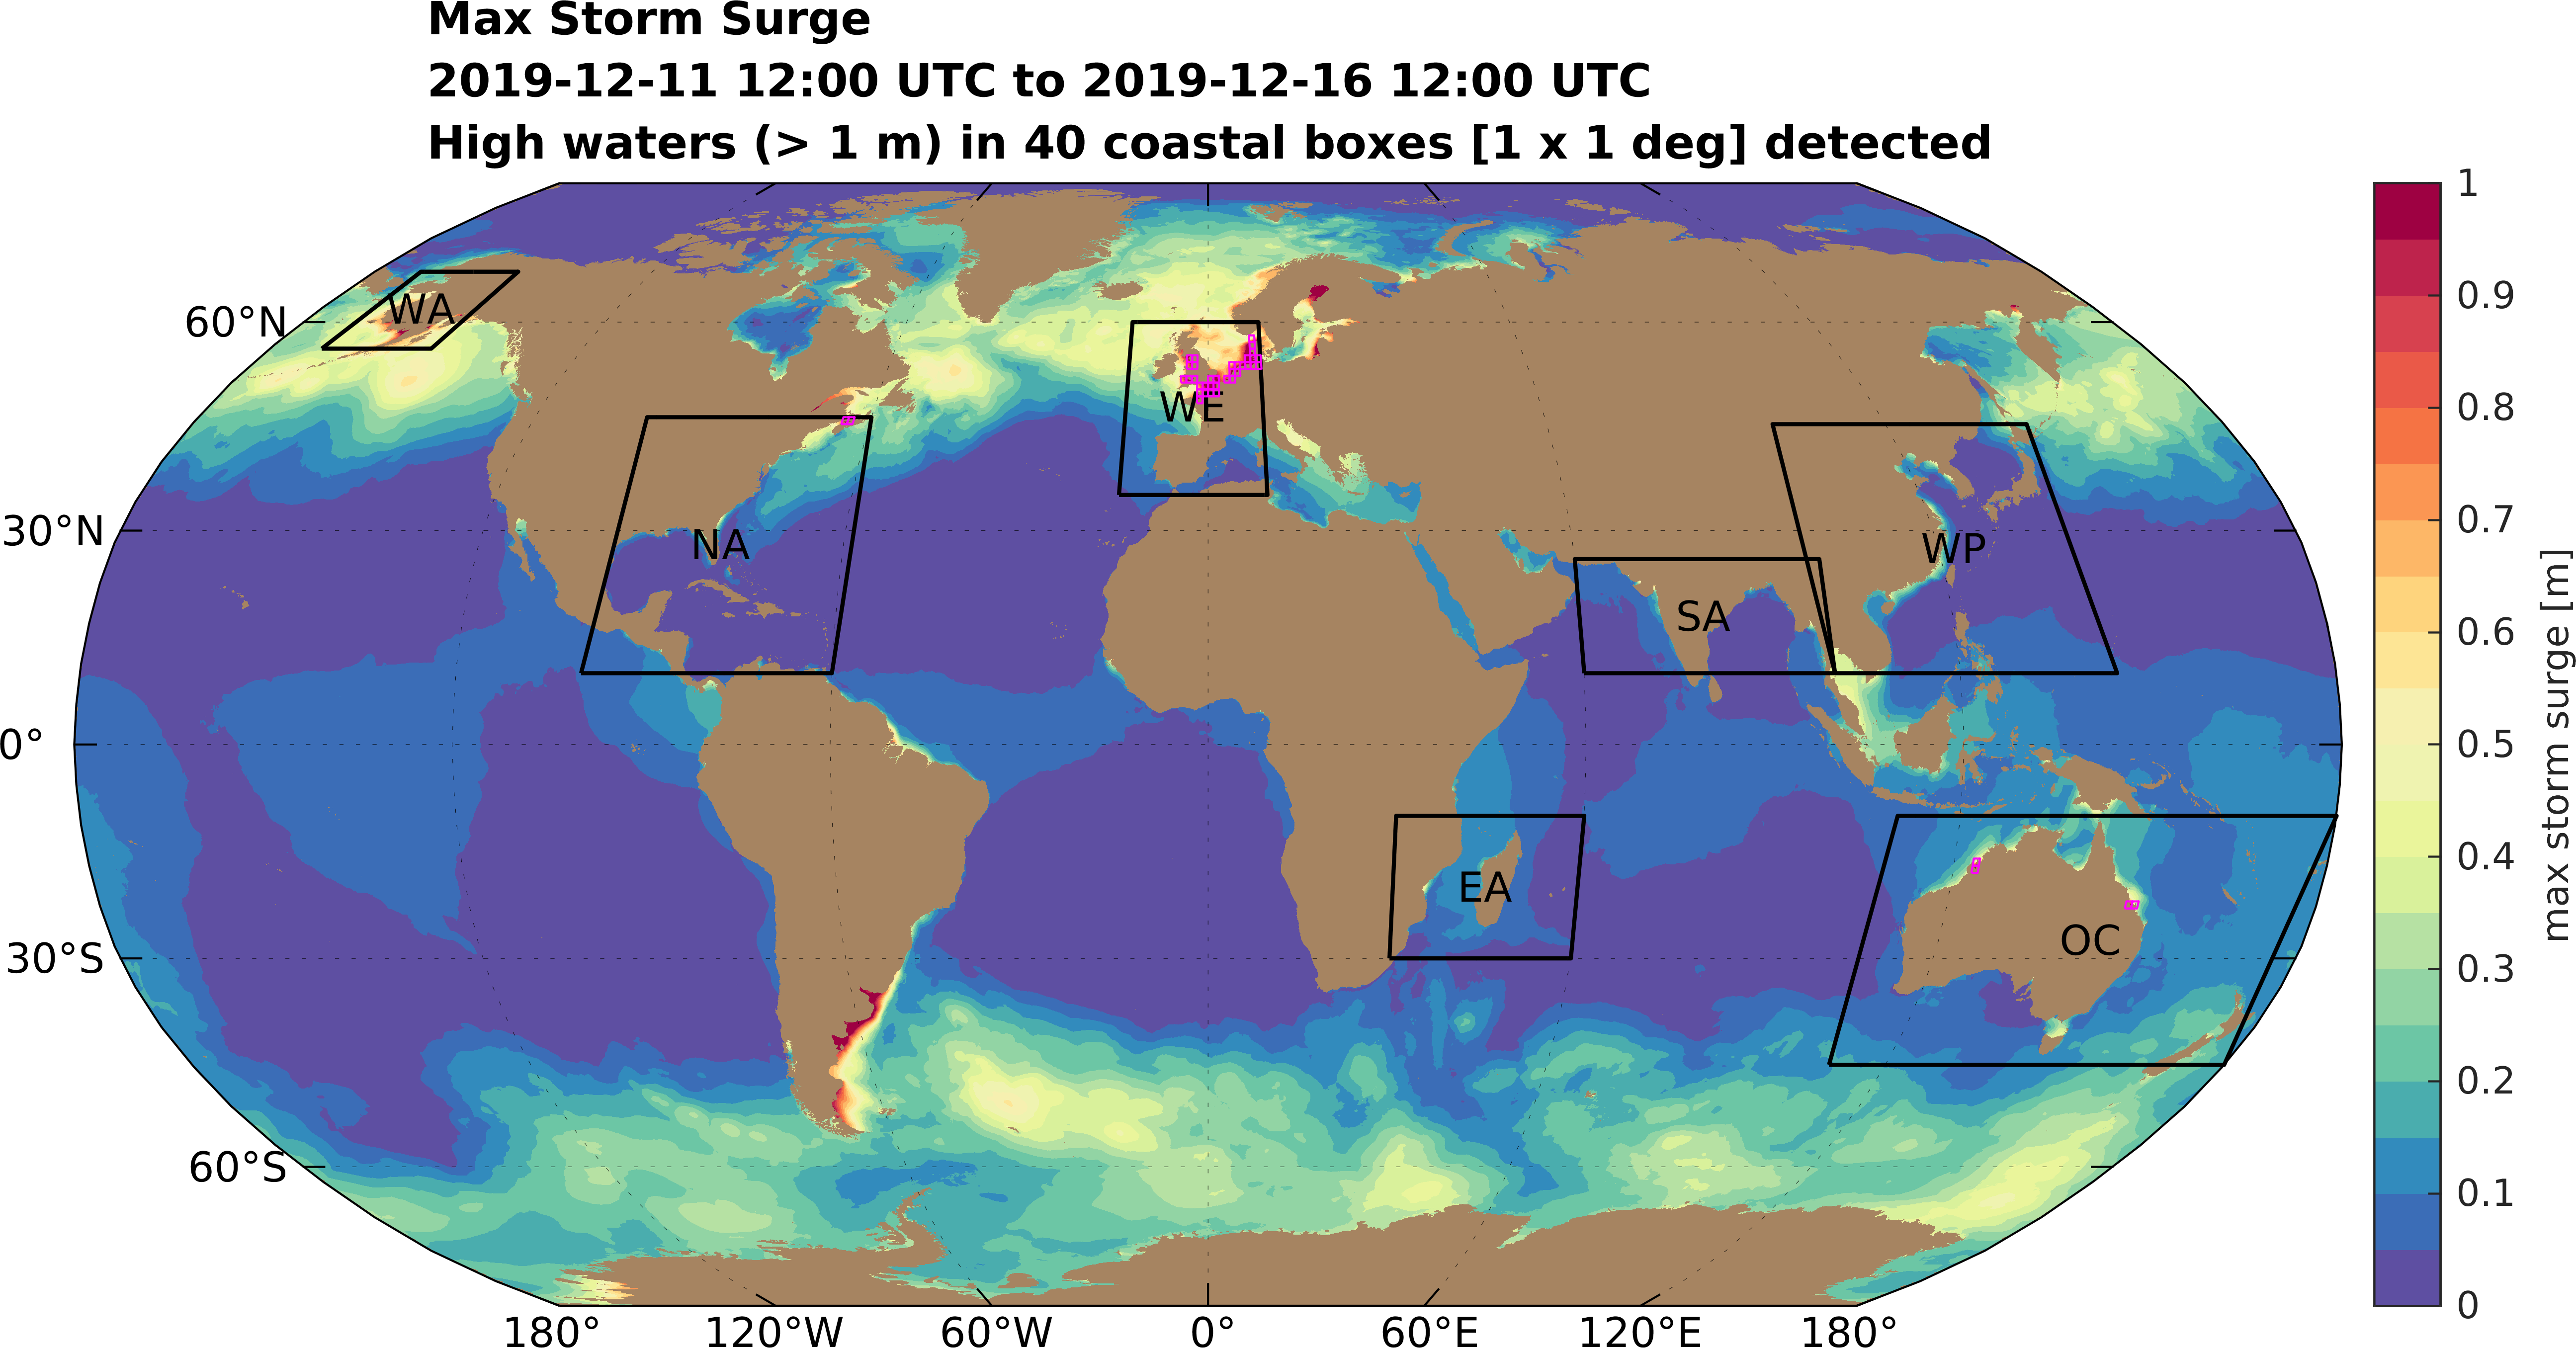 Max Storm Surge
2019-12-11 12:00 UTC to 2019-12-16 12:00 UTC
High waters (> 1 m) in 40 coastal boxes [1 x 1 deg] detected
60°N
30°N
0°
30°S
60°S
180°
120°W
60°W
0°
60°E
120°E
180°
WA
NA
WE
SA
WP
EA
OC
1
0.9
0.8
0.7
0.6
0.5
0.4
0.3
0.2
0.1
0
max storm surge [m]